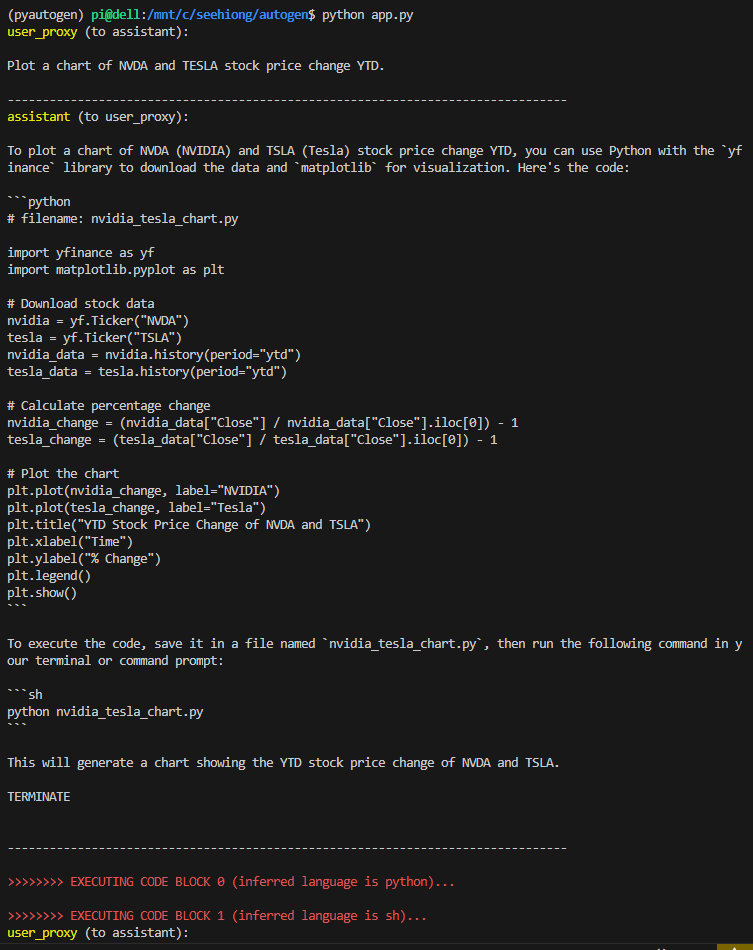 (pyautogen) pi@dell:/mnt/c/seehiong/autogen$ python app.py
user_proxy (to assistant):
Plot a chart of NVDA and TESLA stock price change YTD.
--------------------------------------------------------------------------------
assistant (to user_proxy):
To plot a chart of NVDA (NVIDIA) and TSLA (Tesla) stock price change YTD, you can use Python with the `yf
inance` library to download the data and `matplotlib` for visualization. Here's the code:
```python
# filename: nvidia_tesla_chart.py
import yfinance as yf
import matplotlib.pyplot as plt
# Download stock data
nvidia = yf.Ticker("NVDA")
tesla = yf.Ticker("TSLA")
nvidia_data = nvidia.history(period="ytd")
tesla_data = tesla.history(period="ytd")
# Calculate percentage change
nvidia_change = (nvidia_data["Close"] / nvidia_data["Close"].iloc[0]) - 1
tesla_change = (tesla_data["Close"] / tesla_data["Close"].iloc[0]) - 1
# Plot the chart
plt.plot(nvidia_change, label="NVIDIA")
plt.plot(tesla_change, label="Tesla")
plt.title("YTD Stock Price Change of NVDA and TSLA")
plt.xlabel("Time")
plt.ylabel("% Change")
plt.legend()
plt.show()
```
To execute the code, save it in a file named `nvidia_tesla_chart.py`, then run the following command in y
our terminal or command prompt:
```sh
python nvidia_tesla_chart.py
```
This will generate a chart showing the YTD stock price change of NVDA and TSLA.
TERMINATE
--------------------------------------------------------------------------------
>>>>>>>> EXECUTING CODE BLOCK 0 (inferred language is python)...
>>>>>>>> EXECUTING CODE BLOCK 1 (inferred language is sh)...
user_proxy (to assistant):